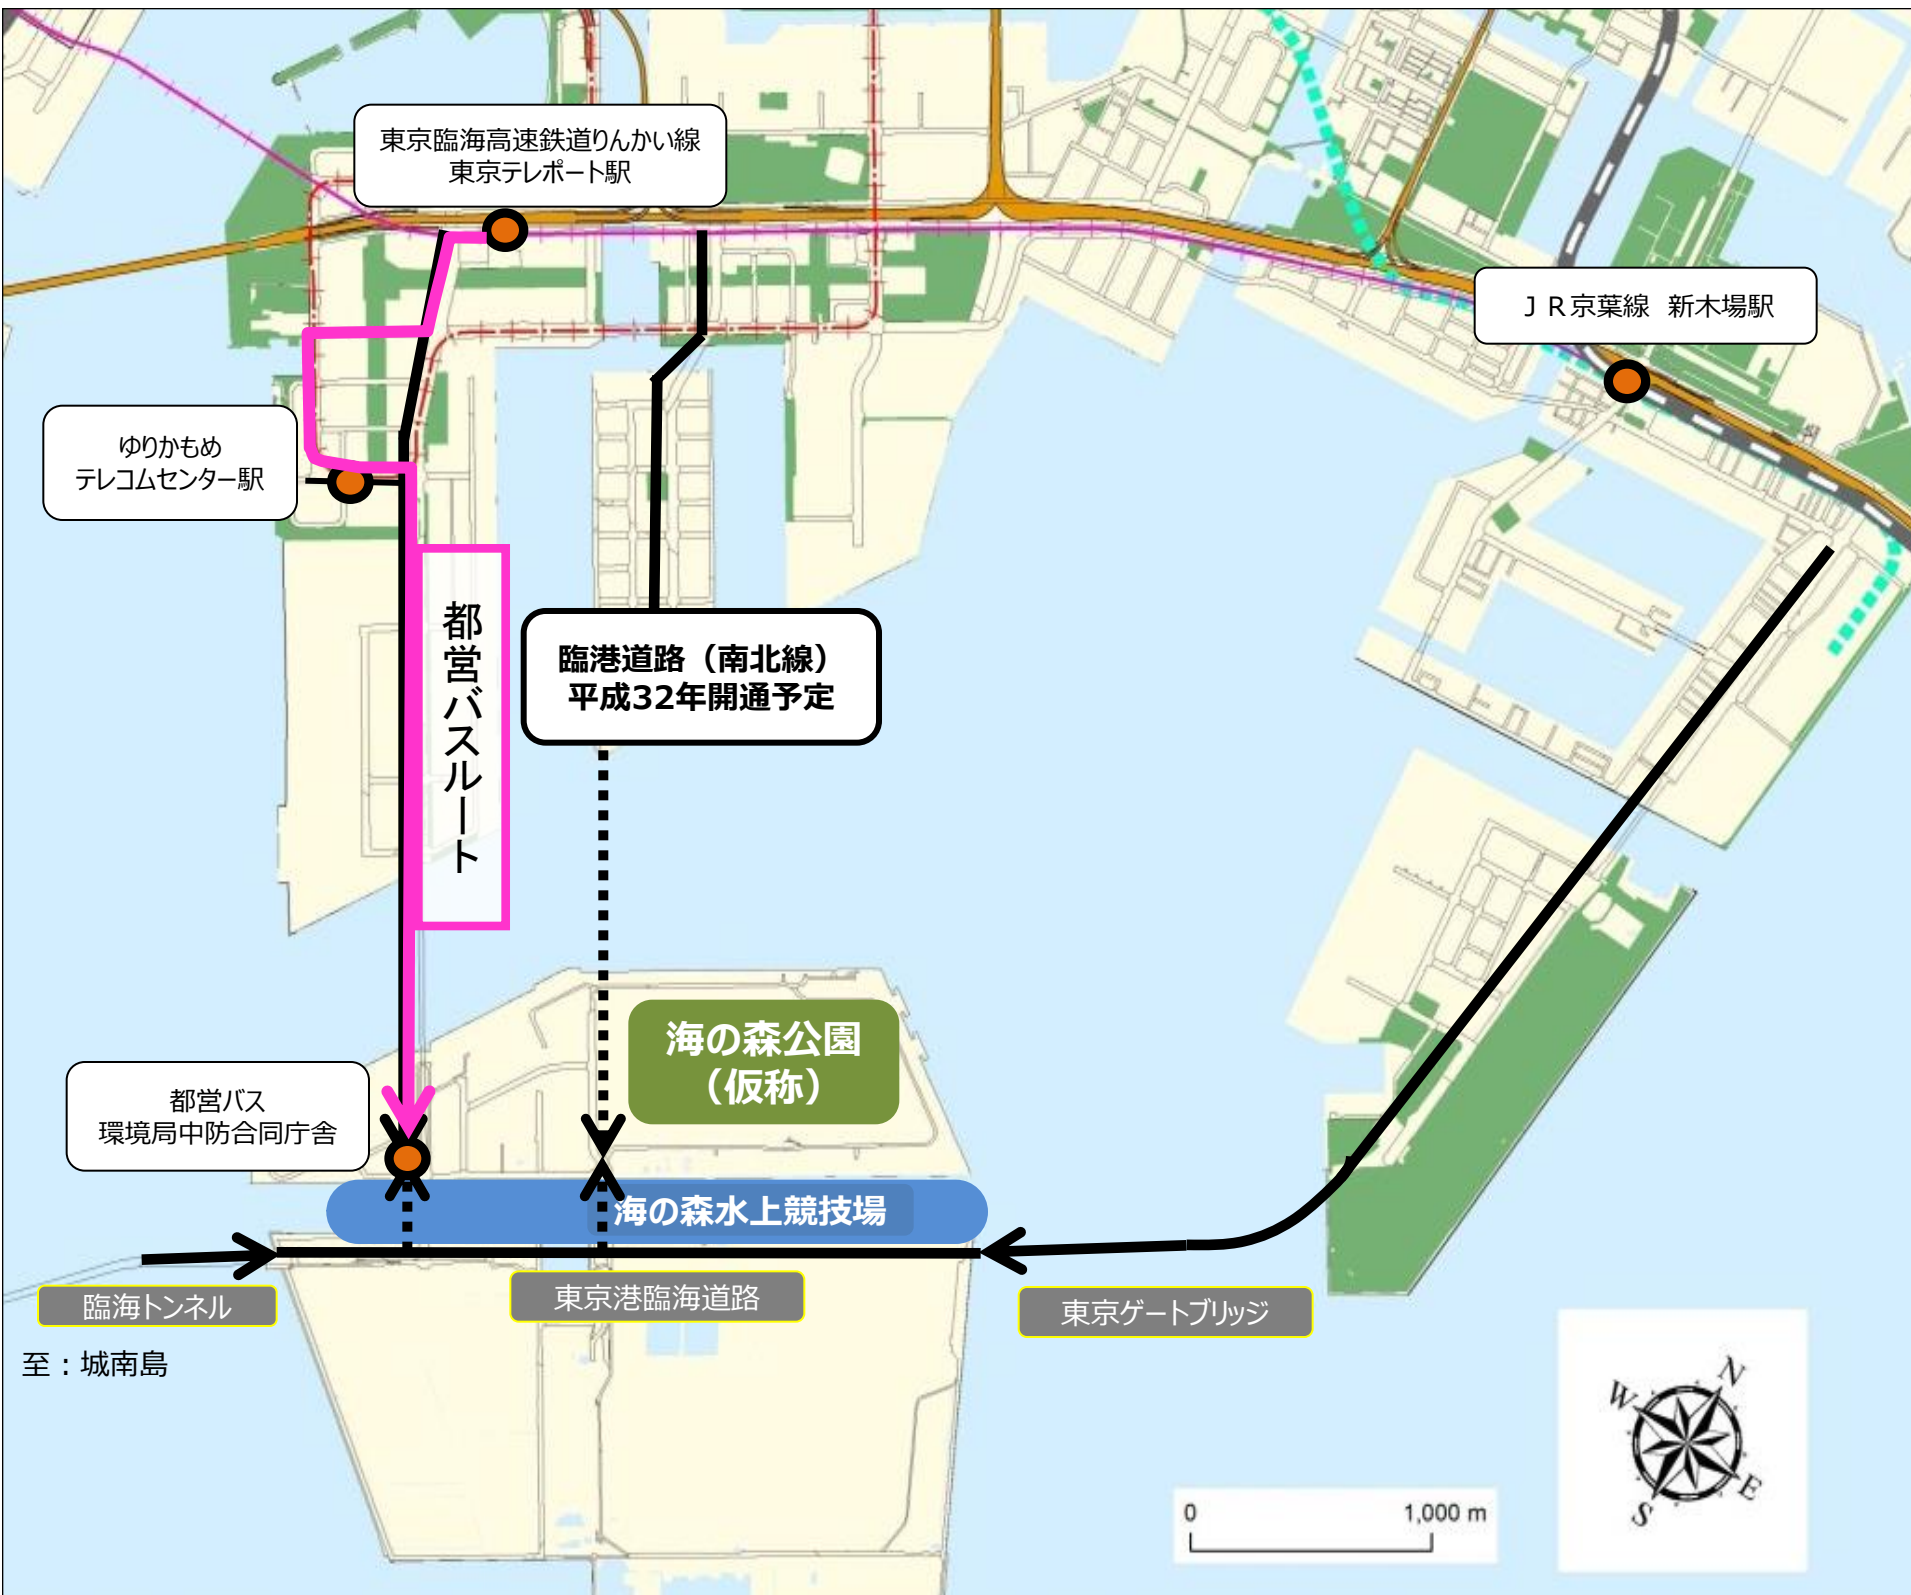 東京臨海高速鉄道りんかい線
東京テレポート駅
ＪＲ京葉線　新木場駅
ゆりかもめ
テレコムセンター駅
都営バスルート
臨港道路（南北線）
平成32年開通予定
海の森公園
（仮称）
都営バス
環境局中防合同庁舎
海の森水上競技場
臨海トンネル
東京港臨海道路
東京ゲートブリッジ
至：城南島
N
W
E
S
0
1,000 m